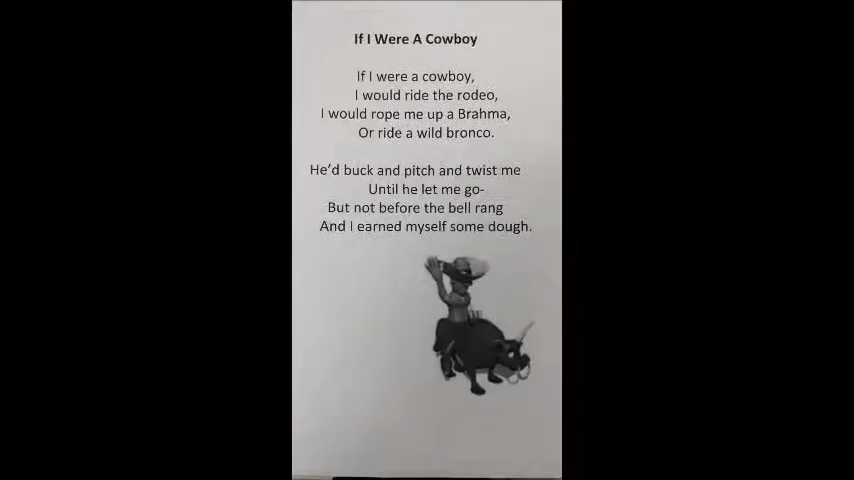 If I Were A Cowboy
If I were a cowboy,
I would ride the rodeo,
I would rope me up a Brahma,
Or ride a wild bronco.
He’d buck and pitch and twist me
Until he let me go-
But not before the bell rang
And I earned myself some dough.